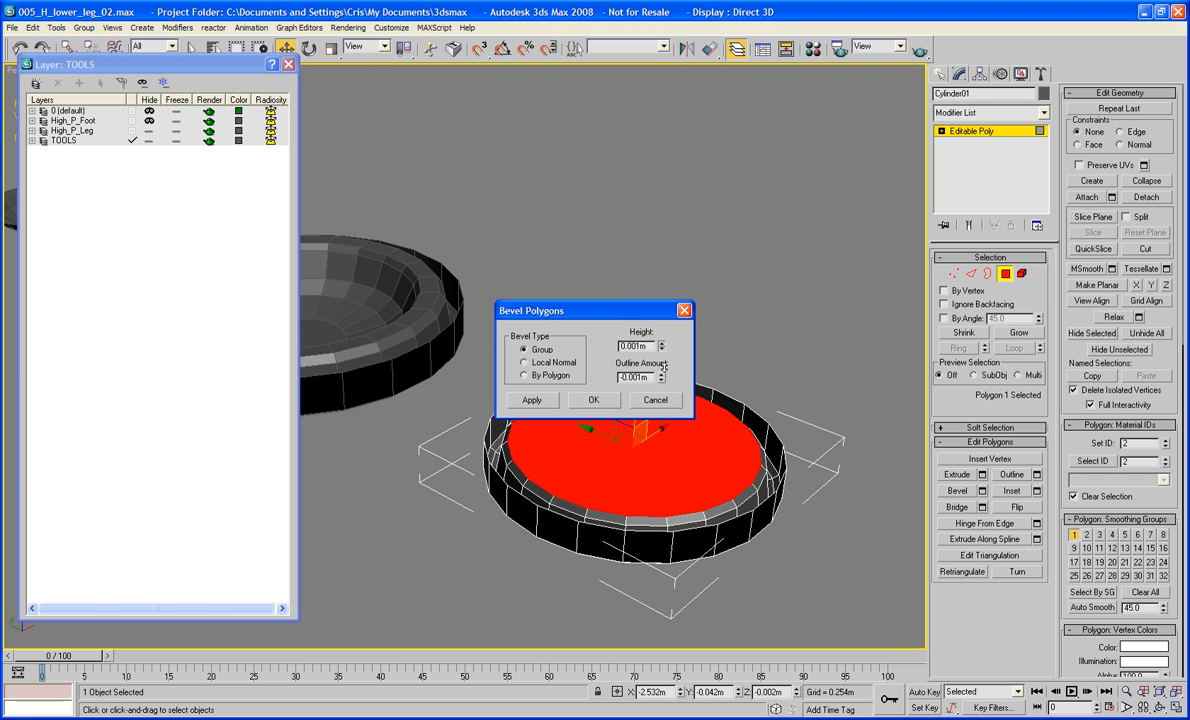 005_H_lower_leg_02.max - Project Folder: C:\Documents and Settings\Cris\My Documents\3dsmax - Autodesk 3ds Max 2008 - Not for Resale - Display : Direct 3D
File Edit Tools Group Views Create Modifiers reactor Animation Graph Editors Rendering Customize MAXScript Help
All View View
Layer: TOOLS
Layers Hide Freeze Render Color Radiosity
0 (default)
High_P_Foot
High_P_Leg
TOOLS
Bevel Polygons
Bevel Type
Group
Local Normal
By Polygon
Height:
0.001m
Outline Amount:
-0.001m
Apply OK Cancel
Cylinder01
Modifier List
Editable Poly
Selection
By Vertex
Ignore Backfacing
By Angle: 45.0
Shrink Grow
Ring Loop
Preview Selection
Off SubObj Multi
Polygon 1 Selected
Soft Selection
Edit Polygons
Insert Vertex
Extrude Outline
Bevel Inset
Bridge Flip
Hinge From Edge
Extrude Along Spline
Edit Triangulation
Retriangulate Turn
Edit Geometry
Repeat Last
Constraints
None Edge
Face Normal
Preserve UVs
Create Collapse
Attach Detach
Slice Plane Split
Slice Reset Plane
QuickSlice Cut
MSmooth Tessellate
Make Planar X Y Z
View Align Grid Align
Relax
Hide Selected Unhide All
Hide Unselected
Named Selections:
Copy Paste
Delete Isolated Vertices
Full Interactivity
Polygon: Material IDs
Set ID: 2
Select ID 2
Clear Selection
Polygon: Smoothing Groups
1 2 3 4 5 6 7 8
9 10 11 12 13 14 15 16
17 18 19 20 21 22 23 24
25 26 27 28 29 30 31 32
Select By SG Clear All
Auto Smooth 45.0
Polygon: Vertex Colors
Color:
Illumination:
Alpha: 100.0
0 / 100
0 5 10 15 20 25 30 35 40 45 50 55 60 65 70 75 80 85 90 95 100
1 Object Selected X: -2.532m Y: -0.042m Z: -0.002m Grid = 0.254m Auto Key Selected
Click or click-and-drag to select objects Add Time Tag Set Key Key Filters... 0